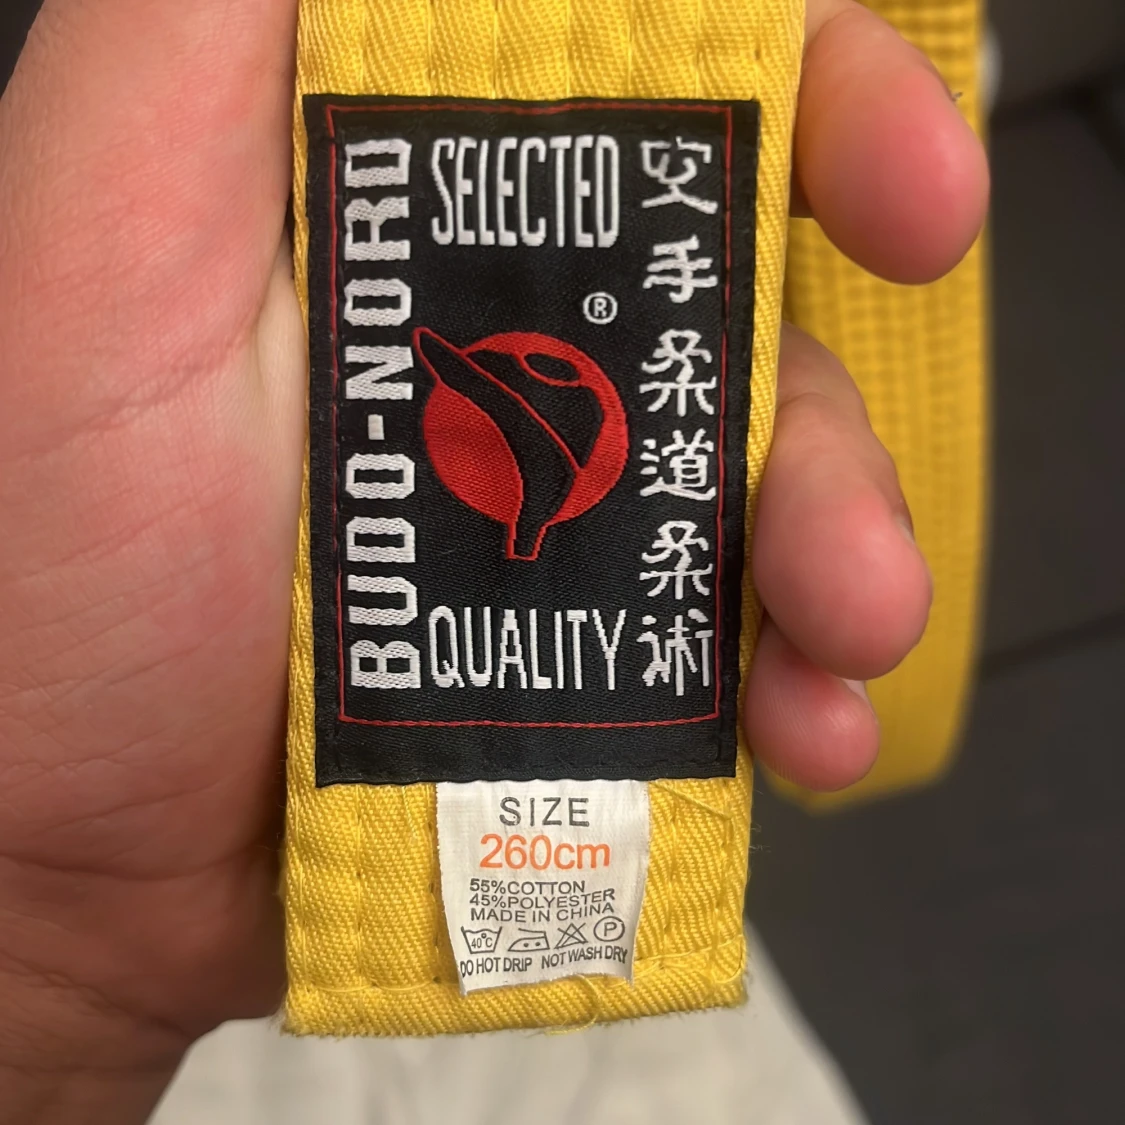 BUDO-NORD
SELECTED
®
QUALITY
空手柔道柔術
SIZE
260cm
55%COTTON
45%POLYESTER
MADE IN CHINA
40°C
P
DO HOT DRIP NOT WASH DRY